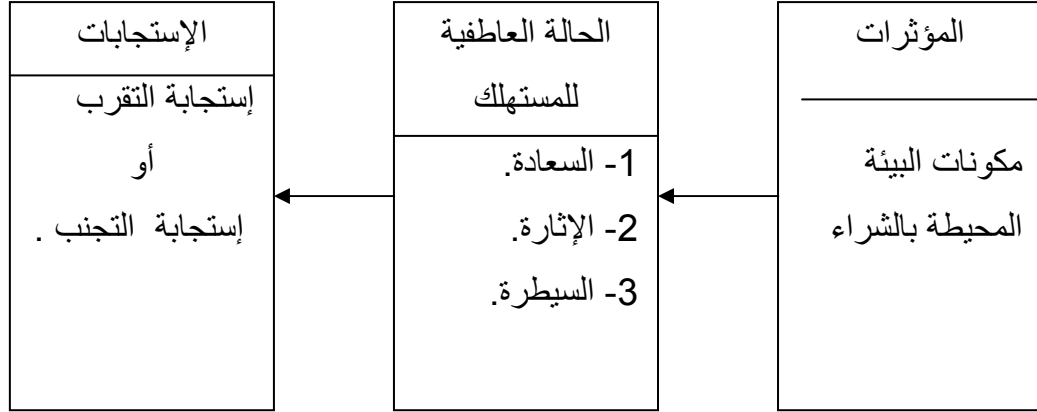 المؤثرات
مكونات البيئة
المحيطة بالشراء
الحالة العاطفية
للمستهلك
1- السعادة.
2- الإثارة.
3- السيطرة.
الإستجابات
إستجابة التقرب
أو
إستجابة التجنب .